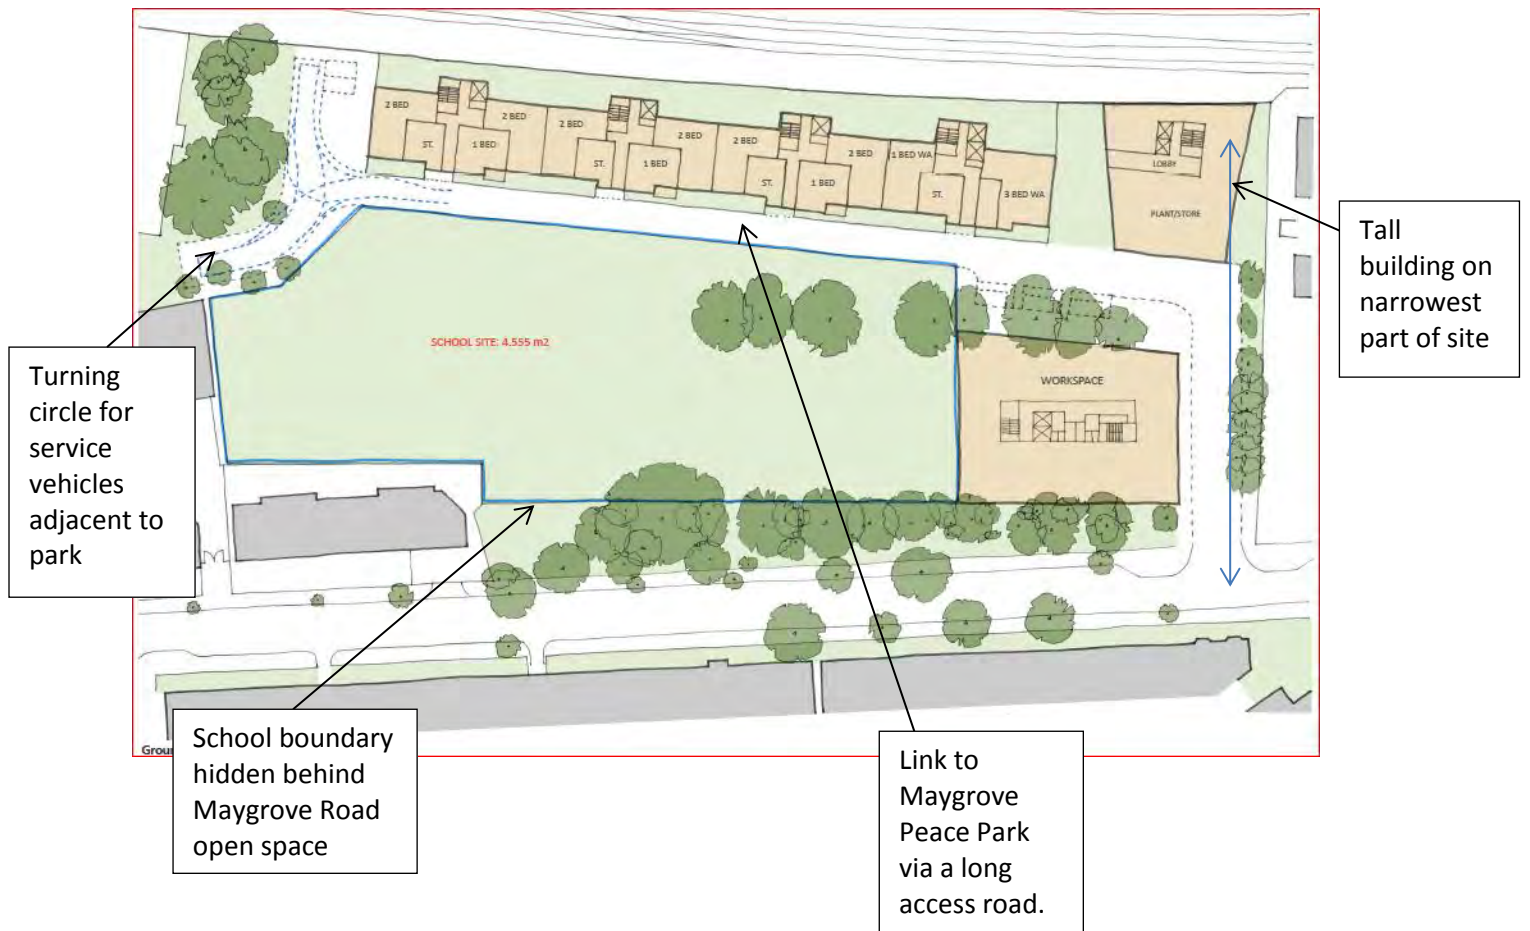 2 BED
2 BED
ST.
1 BED
2 BED
2 BED
ST.
1 BED
2 BED
2 BED
ST.
1 BED
1 BED WA
ST.
3 BED WA
LOBBY
PLANT/STORE
Tall
building on
narrowest
part of site
SCHOOL SITE: 4.555 m2
WORKSPACE
Turning
circle for
service
vehicles
adjacent to
park
School boundary
hidden behind
Maygrove Road
open space
Link to
Maygrove
Peace Park
via a long
access road.